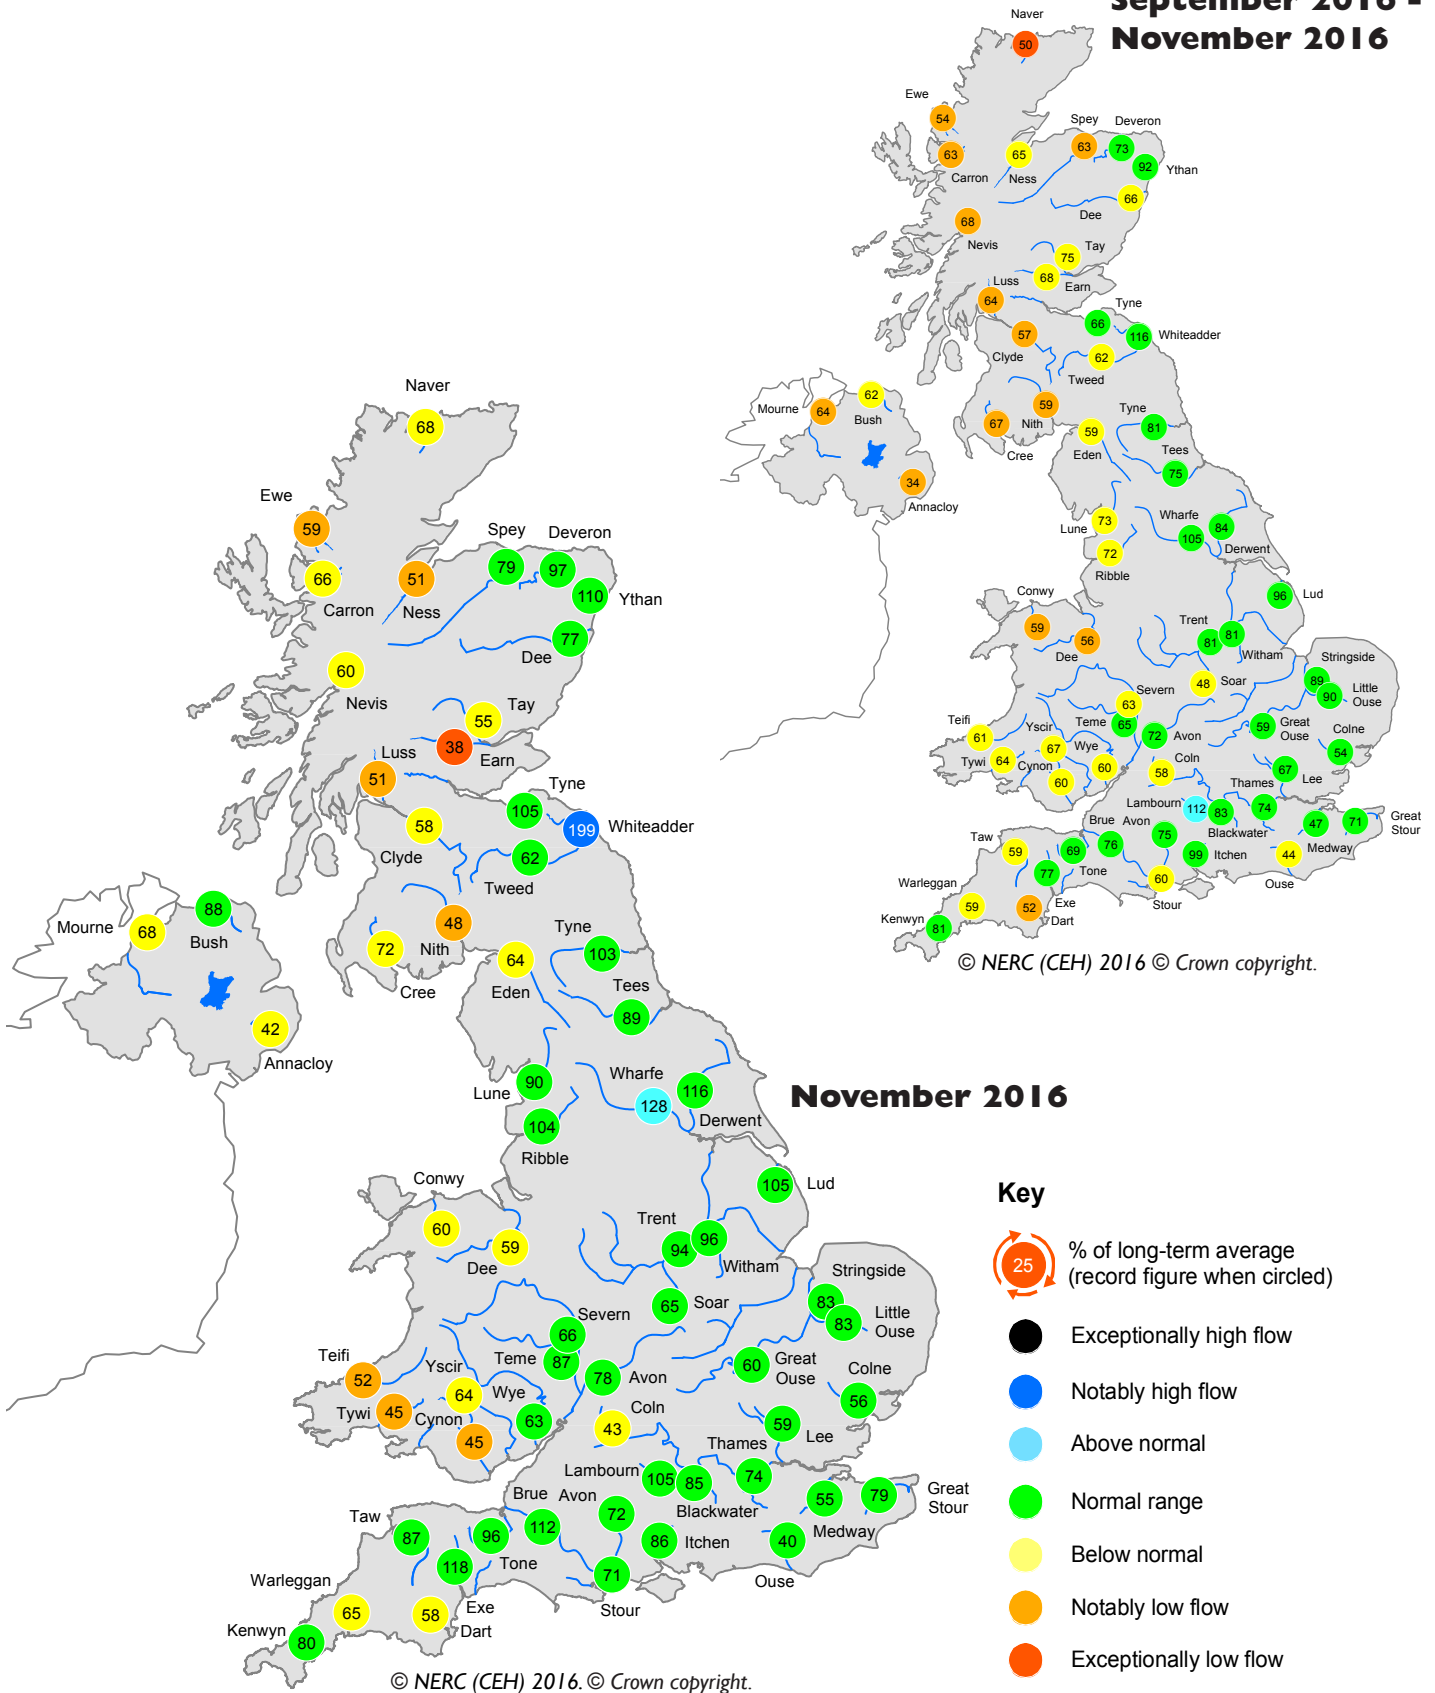 September 2016 -
November 2016
Naver
50
Ewe
54
63
Carron
65
Ness
Spey
63
Deveron
73
92
Ythan
66
Dee
68
Nevis
Tay
75
68
Earn
Luss
64
Tyne
66
116
Whiteadder
57
Clyde
62
Tweed
Mourne
64
62
Bush
34
Annacloy
67
Cree
59
Nith
59
Eden
Tyne
81
Tees
75
Lune
73
72
Ribble
Wharfe
105
84
Derwent
96
Lud
Conwy
59
56
Dee
Trent
81
81
Witham
48
Soar
Stringside
89
90
Little
Ouse
Severn
63
Teme
65
72
Avon
59
Great
Ouse
Colne
54
Teifi
61
Tywi
64
Yscir
67
Cynon
60
Wye
60
Coln
58
67
Lee
Thames
74
Lambourn
112
83
Blackwater
47
Medway
71
Great
Stour
Brue
76
Avon
75
99
Itchen
44
Ouse
Taw
59
69
Tone
77
Exe
60
Stour
Warleggan
59
52
Dart
Kenwyn
81
© NERC (CEH) 2016 © Crown copyright.
Naver
68
Ewe
59
66
Carron
51
Ness
Spey
79
Deveron
97
110
Ythan
77
Dee
60
Nevis
Tay
55
38
Earn
Luss
51
Tyne
105
199
Whiteadder
58
Clyde
62
Tweed
Mourne
68
88
Bush
42
Annacloy
72
Cree
48
Nith
64
Eden
Tyne
103
Tees
89
Lune
90
104
Ribble
Wharfe
128
116
Derwent
November 2016
105
Lud
Conwy
60
59
Dee
Trent
94
96
Witham
65
Soar
Stringside
83
83
Little
Ouse
Severn
66
Teme
87
78
Avon
60
Great
Ouse
Colne
56
Teifi
52
Tywi
45
Yscir
64
Cynon
45
Wye
63
Coln
43
59
Lee
Thames
74
Lambourn
105
85
Blackwater
55
Medway
79
Great
Stour
Brue
112
Avon
72
86
Itchen
40
Ouse
Taw
87
96
Tone
118
Exe
71
Stour
Warleggan
65
58
Dart
Kenwyn
80
© NERC (CEH) 2016. © Crown copyright.
Key
25
% of long-term average
(record figure when circled)
Exceptionally high flow
Notably high flow
Above normal
Normal range
Below normal
Notably low flow
Exceptionally low flow